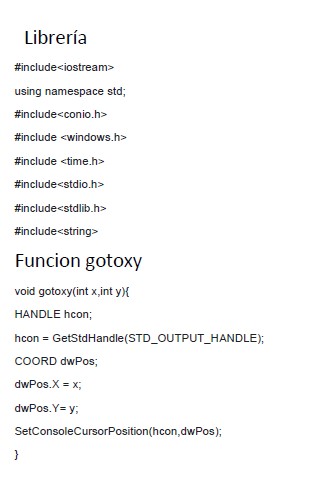 Librería
#include<iostream>
using namespace std;
#include<conio.h>
#include <windows.h>
#include <time.h>
#include<stdio.h>
#include<stdlib.h>
#include<string>
Funcion gotoxy
void gotoxy(int x,int y){
HANDLE hcon;
hcon = GetStdHandle(STD_OUTPUT_HANDLE);
COORD dwPos;
dwPos.X = x;
dwPos.Y= y;
SetConsoleCursorPosition(hcon,dwPos);
}